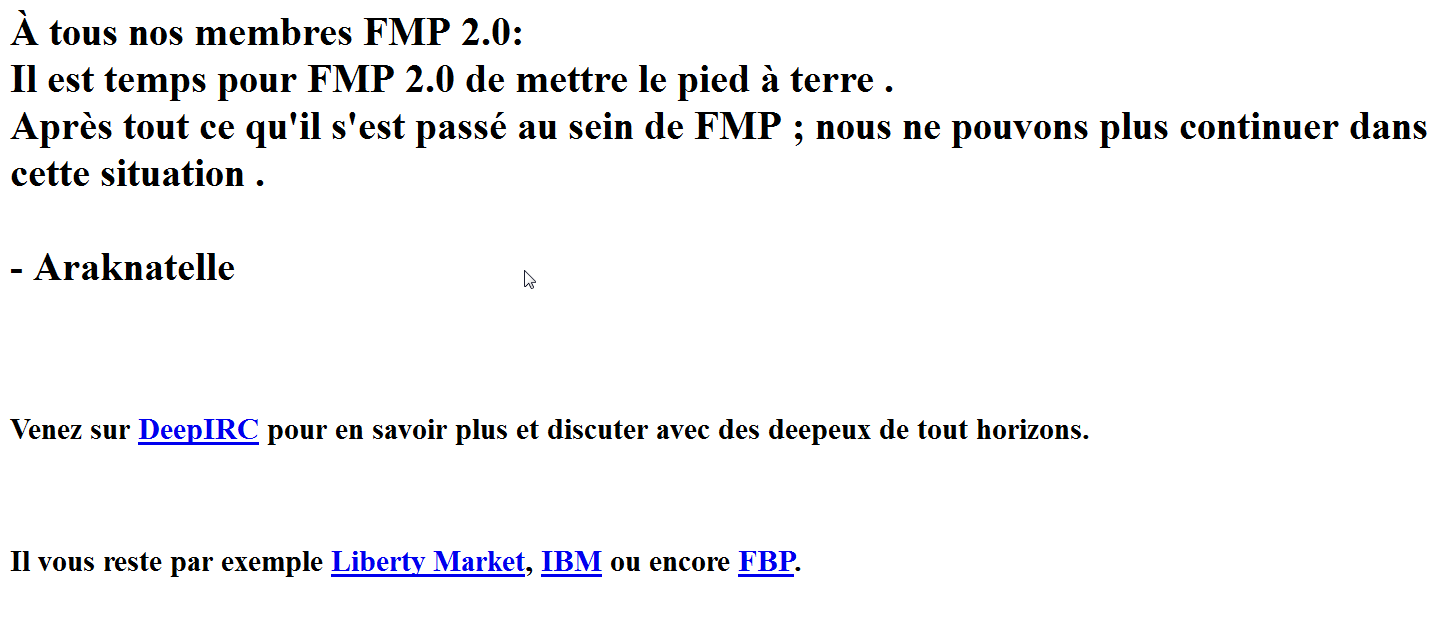 À tous nos membres FMP 2.0:
Il est temps pour FMP 2.0 de mettre le pied à terre .
Après tout ce qu'il s'est passé au sein de FMP ; nous ne pouvons plus continuer dans
cette situation .
- Araknatelle
Venez sur DeepIRC pour en savoir plus et discuter avec des deepeux de tout horizons.
Il vous reste par exemple Liberty Market, IBM ou encore FBP.